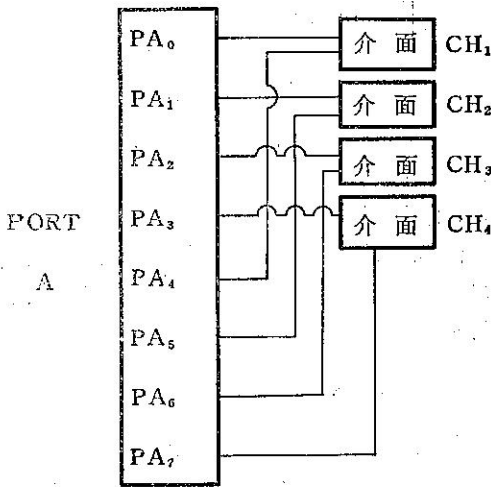 PA₀
介面 CH₁
PA₁
介面 CH₂
PA₂
介面 CH₃
PA₃
介面 CH₄
PORT
A
PA₄
PA₅
PA₆
PA₇